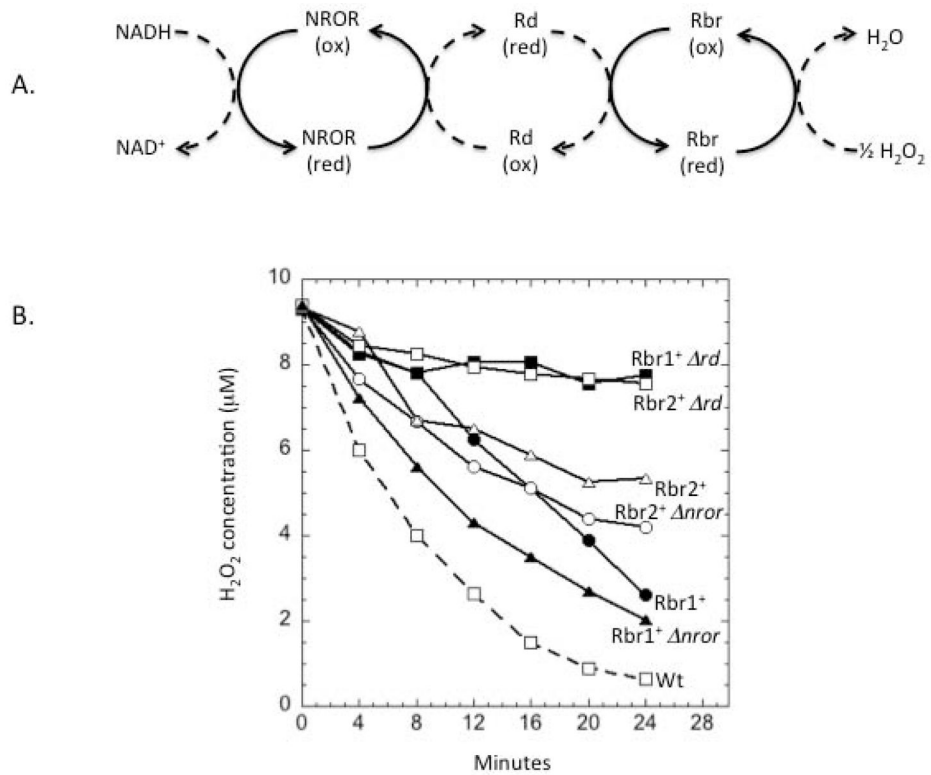 A.
NADH
NROR
(ox)
Rd
(red)
Rbr
(ox)
H₂O
NAD⁺
NROR
(red)
Rd
(ox)
Rbr
(red)
½ H₂O₂
B.
10
8
6
4
2
0
H₂O₂ concentration (μM)
Rbr1⁺ Δrd
Rbr2⁺ Δrd
Rbr2⁺
Rbr2⁺ Δnror
Rbr1⁺
Rbr1⁺ Δnror
Wt
0 4 8 12 16 20 24 28
Minutes